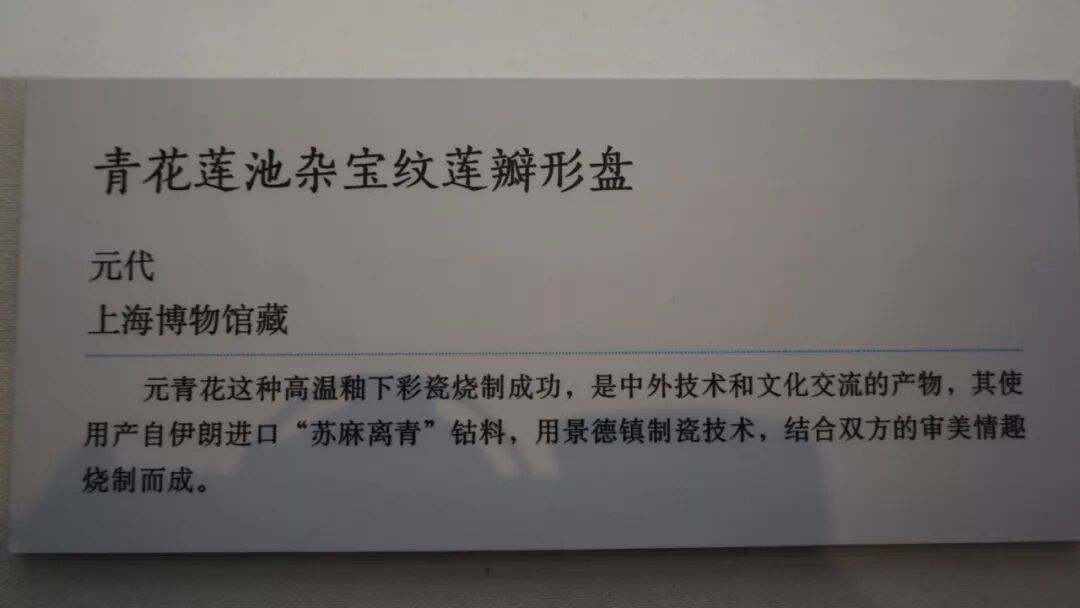 青花莲池杂宝纹莲瓣形盘
元代
上海博物馆藏
元青花这种高温釉下彩瓷烧制成功，是中外技术和文化交流的产物，其使
用产自伊朗进口“苏麻离青”钴料，用景德镇制瓷技术，结合双方的审美情趣
烧制而成。